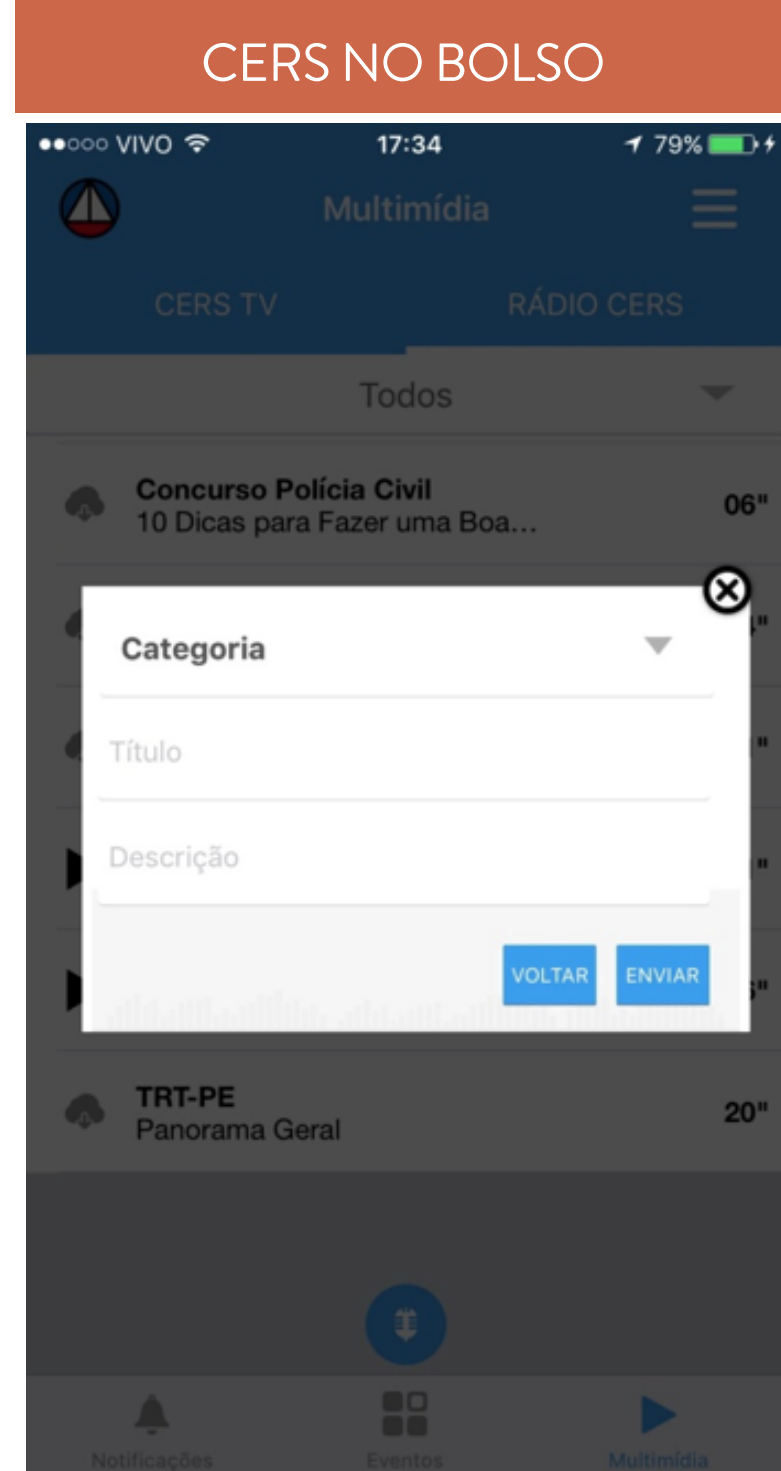 CERS NO BOLSO
VIVO 17:34 79%
Multimídia
CERS TV RÁDIO CERS
Todos
Concurso Polícia Civil
10 Dicas para Fazer uma Boa...
06"
Categoria
Título
Descrição
VOLTAR ENVIAR
TRT-PE
Panorama Geral
20"
Notificações Eventos Multimídia